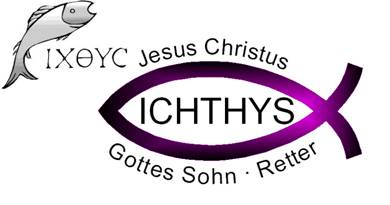 ΙΧΘΥC
Jesus Christus
ICHTHYS
Gottes Sohn · Retter